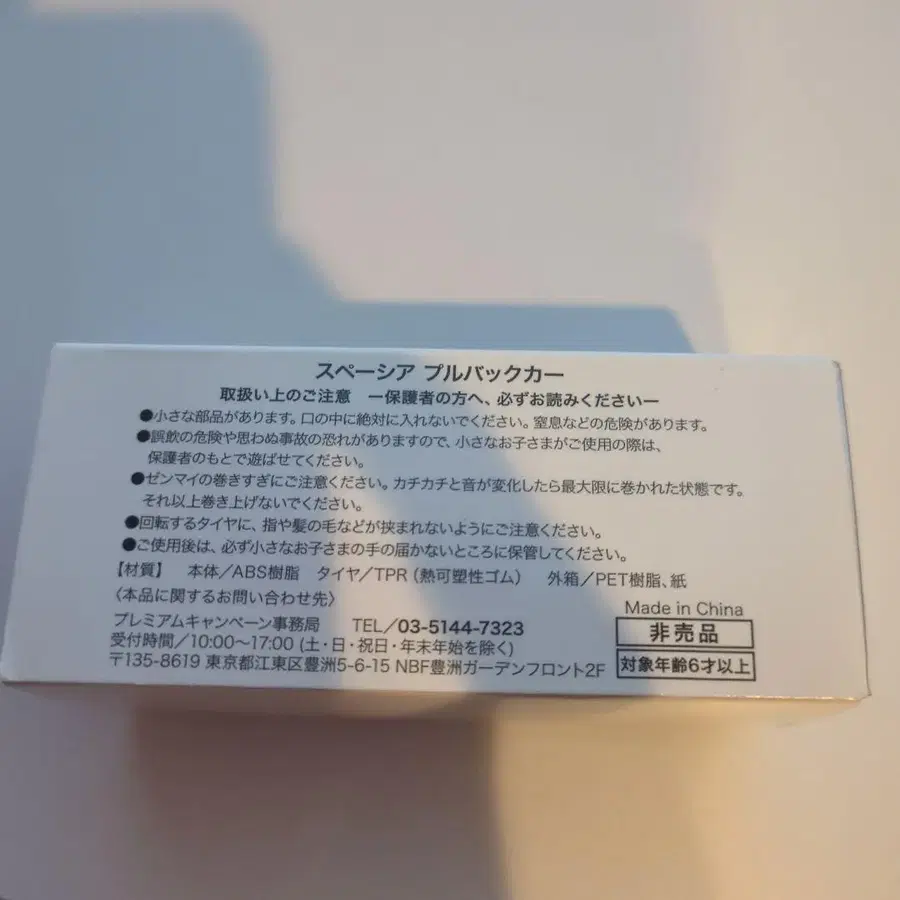 スペーシア プルバックカー
取扱い上のご注意　ー保護者の方へ、必ずお読みくださいー
●小さな部品があります。口の中に絶対に入れないでください。窒息などの危険があります。
●誤飲の危険や思わぬ事故の恐れがありますので、小さなお子さまがご使用の際は、
保護者のもとで遊ばせてください。
●ゼンマイの巻きすぎにご注意ください。カチカチと音が変化したら最大限に巻かれた状態です。
それ以上巻き上げないでください。
●回転するタイヤに、指や髪の毛などが挟まれないようにご注意ください。
●ご使用後は、必ず小さなお子さまの手の届かないところに保管してください。
【材質】　本体／ABS樹脂　タイヤ／TPR（熱可塑性ゴム）　外箱／PET樹脂、紙
〈本品に関するお問い合わせ先〉
プレミアムキャンペーン事務局　TEL／03-5144-7323
受付時間／10:00〜17:00 (土・日・祝日・年末年始を除く)
〒135-8619 東京都江東区豊洲5-6-15 NBF豊洲ガーデンフロント2F
Made in China
非売品
対象年齢6才以上